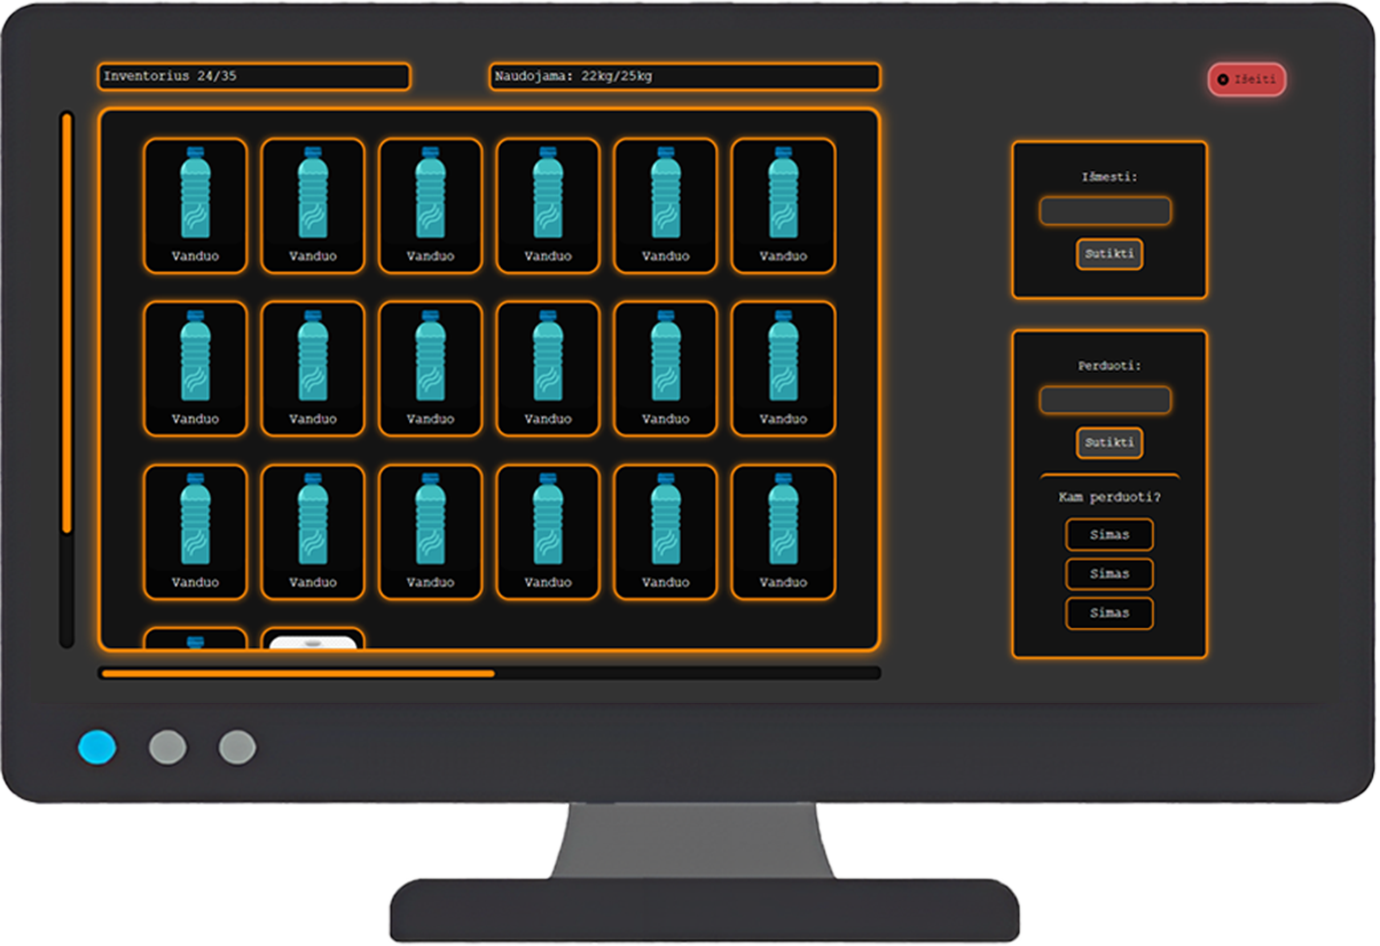 Inventorius 24/35
Naudojama: 22kg/25kg
Išeiti
Vanduo Vanduo Vanduo Vanduo Vanduo Vanduo
Vanduo Vanduo Vanduo Vanduo Vanduo Vanduo
Vanduo Vanduo Vanduo Vanduo Vanduo Vanduo
Išmesti:
Sutikti
Perduoti:
Sutikti
Kam perduoti?
Simas
Simas
Simas